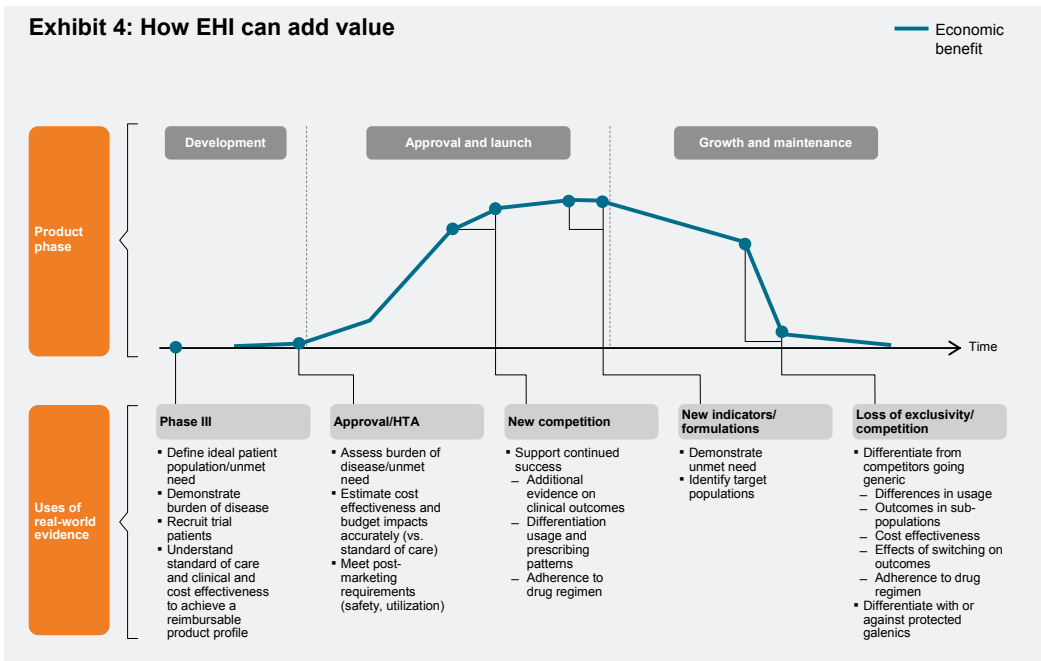 Exhibit 4: How EHI can add value
Economic
benefit
Product
phase
Development
Approval and launch
Growth and maintenance
Time
Uses of
real-world
evidence
Phase III
▪ Define ideal patient
population/unmet
need
▪ Demonstrate
burden of disease
▪ Recruit trial
patients
▪ Understand
standard of care
and clinical and
cost effectiveness
to achieve a
reimbursable
product profile
Approval/HTA
▪ Assess burden of
disease/unmet
need
▪ Estimate cost
effectiveness and
budget impacts
accurately (vs.
standard of care)
▪ Meet post-
marketing
requirements
(safety, utilization)
New competition
▪ Support continued
success
– Additional
evidence on
clinical outcomes
– Differentiation
usage and
prescribing
patterns
– Adherence to
drug regimen
New indicators/
formulations
▪ Demonstrate
unmet need
▪ Identify target
populations
Loss of exclusivity/
competition
▪ Differentiate from
competitors going
generic
– Differences in usage
– Outcomes in sub-
populations
– Cost effectiveness
– Effects of switching on
outcomes
– Adherence to drug
regimen
▪ Differentiate with or
against protected
galenics